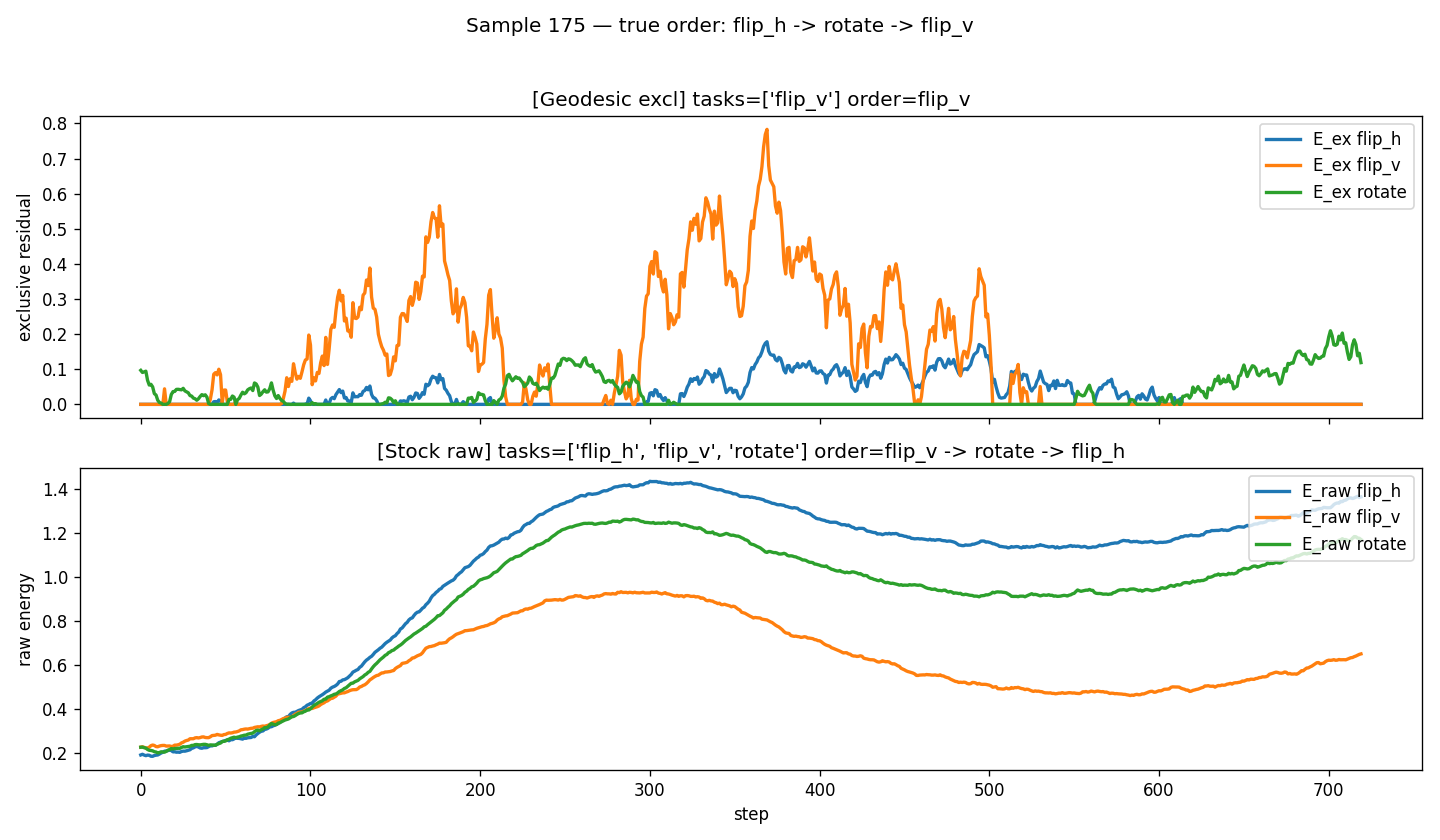 Sample 175 — true order: flip_h -> rotate -> flip_v
[Geodesic excl] tasks=['flip_v'] order=flip_v
exclusive residual
0.8
0.7
0.6
0.5
0.4
0.3
0.2
0.1
0.0
E_ex flip_h
E_ex flip_v
E_ex rotate
[Stock raw] tasks=['flip_h', 'flip_v', 'rotate'] order=flip_v -> rotate -> flip_h
raw energy
1.4
1.2
1.0
0.8
0.6
0.4
0.2
E_raw flip_h
E_raw flip_v
E_raw rotate
0 100 200 300 400 500 600 700
step